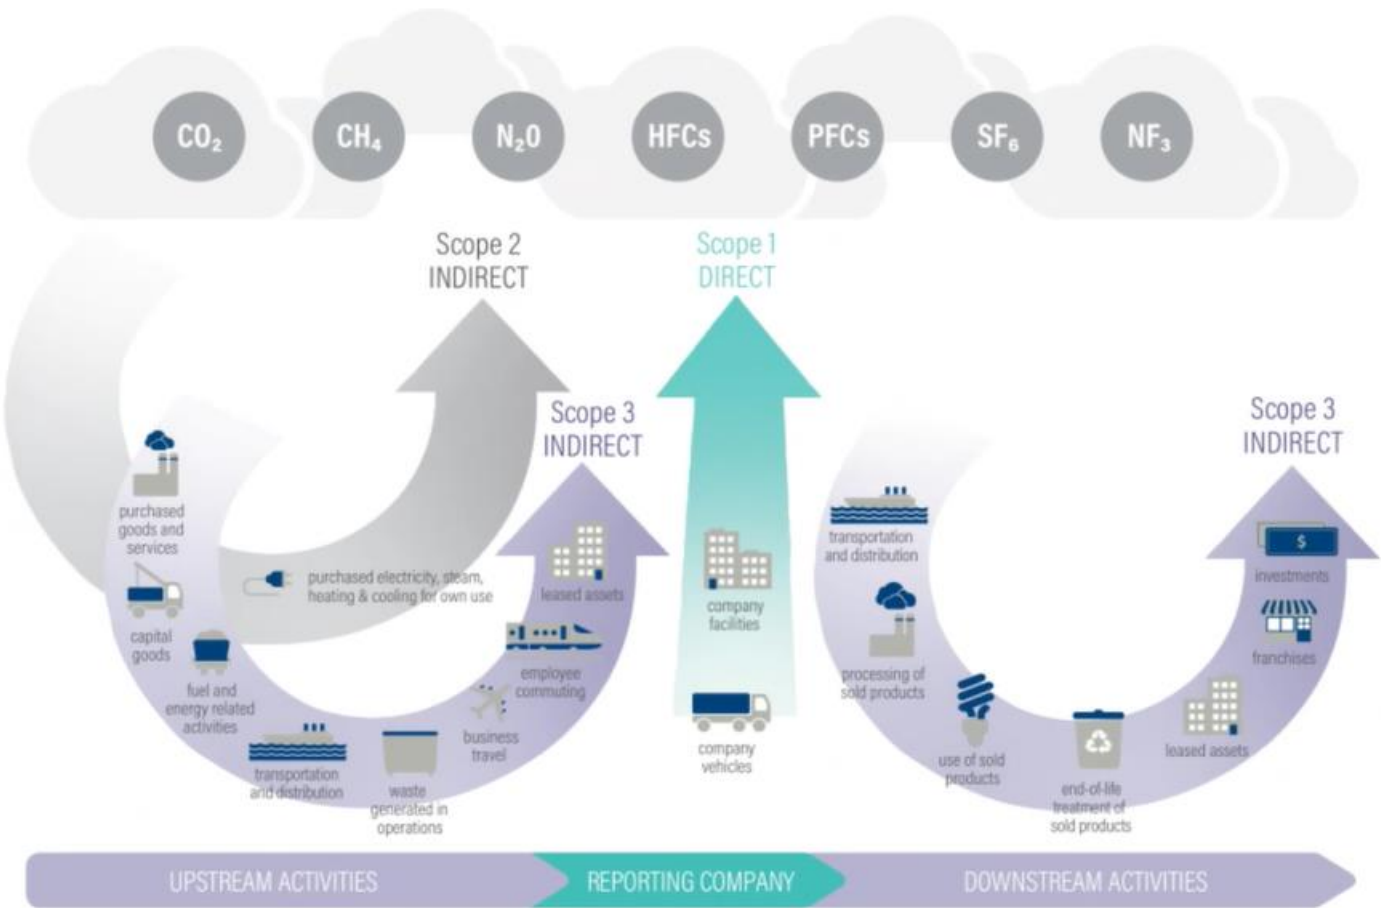 CO₂
CH₄
N₂O
HFCs
PFCs
SF₆
NF₃
Scope 2
INDIRECT
Scope 1
DIRECT
Scope 3
INDIRECT
Scope 3
INDIRECT
purchased
goods and
services
capital
goods
fuel and
energy related
activities
transportation
and distribution
waste
generated in
operations
business
travel
employee
commuting
leased assets
purchased electricity, steam,
heating & cooling for own use
company
facilities
company
vehicles
transportation
and distribution
processing of
sold products
use of sold
products
end-of-life
treatment of
sold products
leased assets
franchises
$
investments
UPSTREAM ACTIVITIES
REPORTING COMPANY
DOWNSTREAM ACTIVITIES